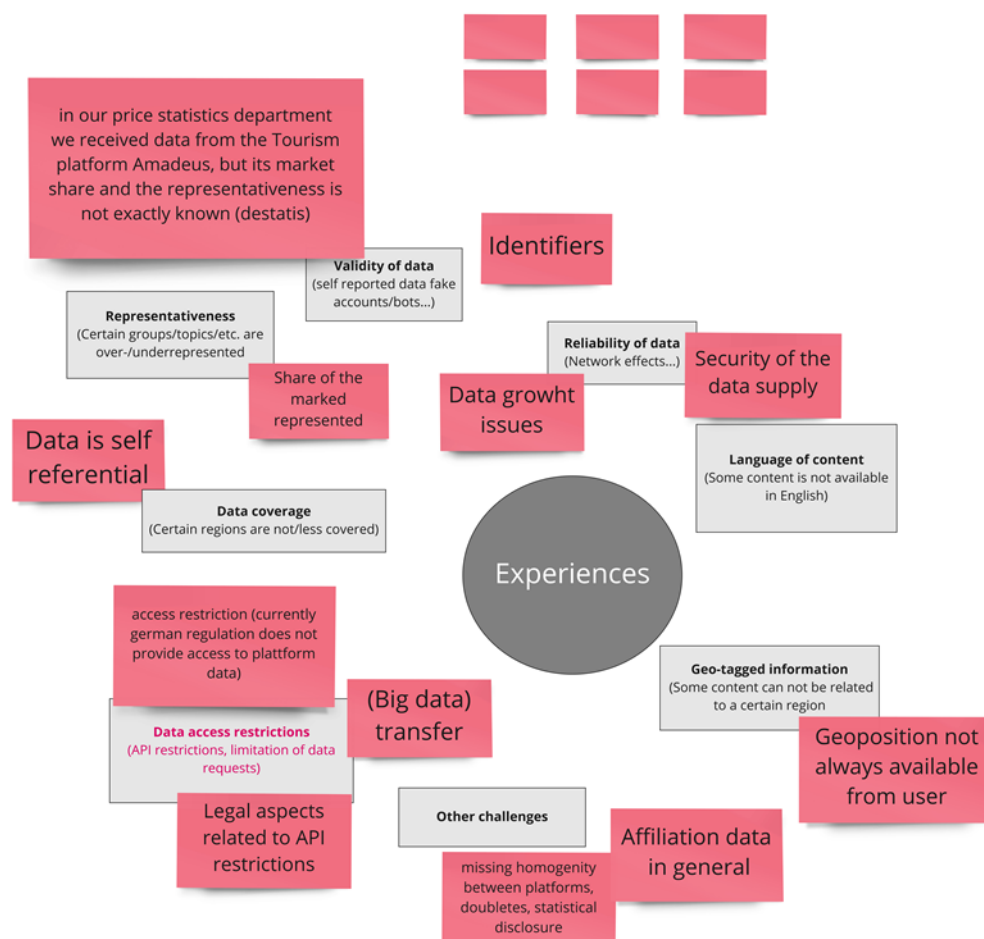 in our price statistics department
we received data from the Tourism
platform Amadeus, but its market
share and the representativeness is
not exactly known (destatis)
Identifiers
Validity of data
(self reported data fake
accounts/bots...)
Representativeness
(Certain groups/topics/etc. are
over-/underrepresented
Reliability of data
(Network effects...)
Security of the
data supply
Share of the
marked
represented
Data growht
issues
Data is self
referential
Language of content
(Some content is not available
in English)
Data coverage
(Certain regions are not/less covered)
Experiences
access restriction (currently
german regulation does not
provide access to plattform
data)
Geo-tagged information
(Some content can not be related
to a certain region
(Big data)
transfer
Data access restrictions
(API restrictions, limitation of data
requests)
Geoposition not
always available
from user
Legal aspects
related to API
restrictions
Other challenges
Affiliation data
in general
missing homogenity
between platforms,
doubletes, statistical
disclosure